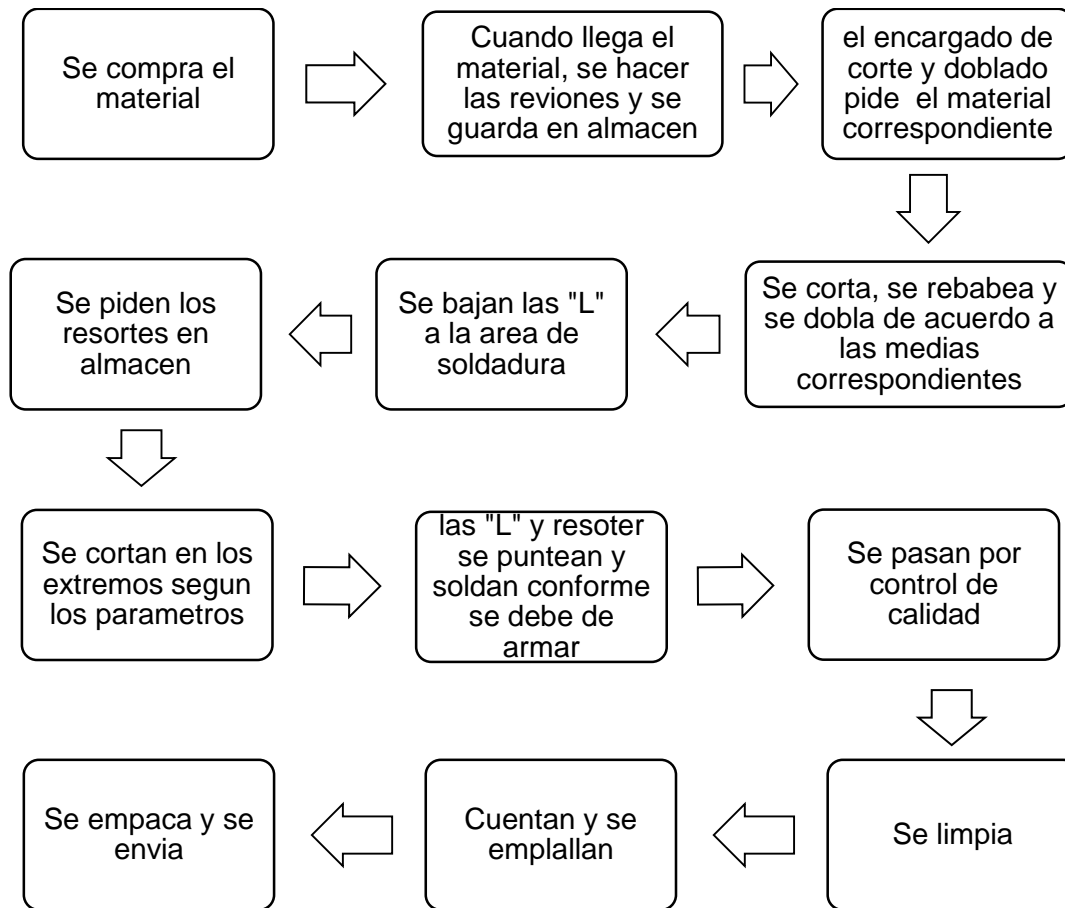 Se compra el
material
Cuando llega el
material, se hacer
las reviones y se
guarda en almacen
el encargado de
corte y doblado
pide el material
correspondiente
Se corta, se rebabea y
se dobla de acuerdo a
las medias
correspondientes
Se bajan las "L"
a la area de
soldadura
Se piden los
resortes en
almacen
Se cortan en los
extremos segun
los parametros
las "L" y resoter
se puntean y
soldan conforme
se debe de
armar
Se pasan por
control de
calidad
Se limpia
Cuentan y se
emplallan
Se empaca y se
envia